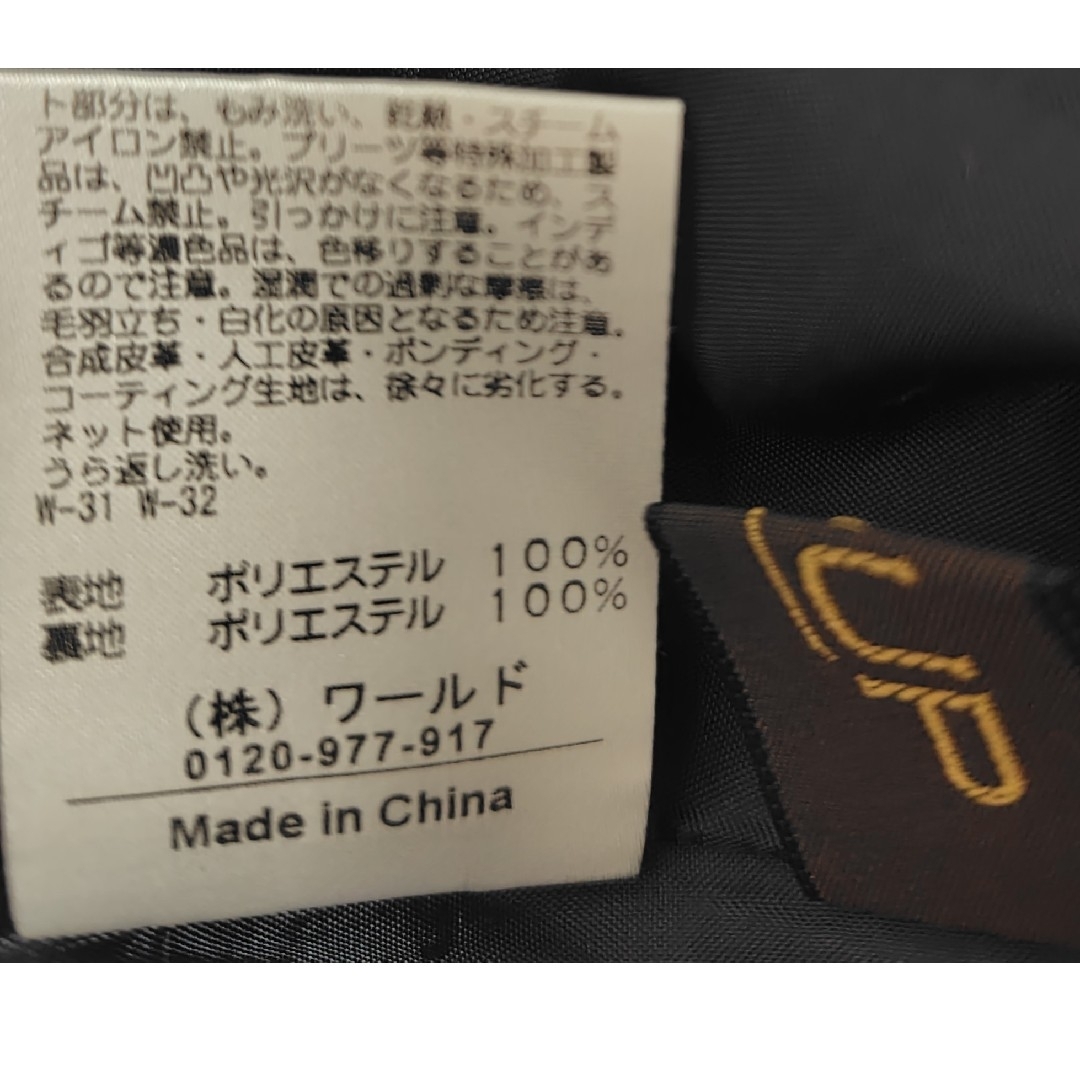 ト部分は、もみ洗い、乾熱・スチーム
アイロン禁止。プリーツ等特殊加工製
品は、凹凸や光沢がなくなるため、ス
チーム禁止。引っかけに注意。インデ
ィゴ等濃色品は、色移りすることがあ
るので注意。湿潤での過剰な摩擦は、
毛羽立ち・白化の原因となるため注意。
合成皮革・人工皮革・ボンディング・
コーティング生地は、徐々に劣化する。
ネット使用。
うら返し洗い。
W-31 W-32
表地 ポリエステル 100%
裏地 ポリエステル 100%
(株) ワールド
0120-977-917
Made in China